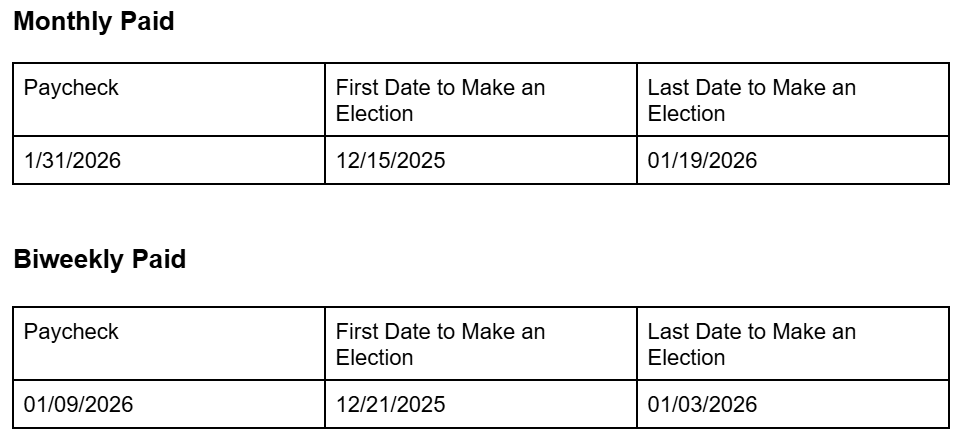 Monthly Paid
Paycheck
First Date to Make an
Election
Last Date to Make an
Election
1/31/2026
12/15/2025
01/19/2026
Biweekly Paid
Paycheck
First Date to Make an
Election
Last Date to Make an
Election
01/09/2026
12/21/2025
01/03/2026